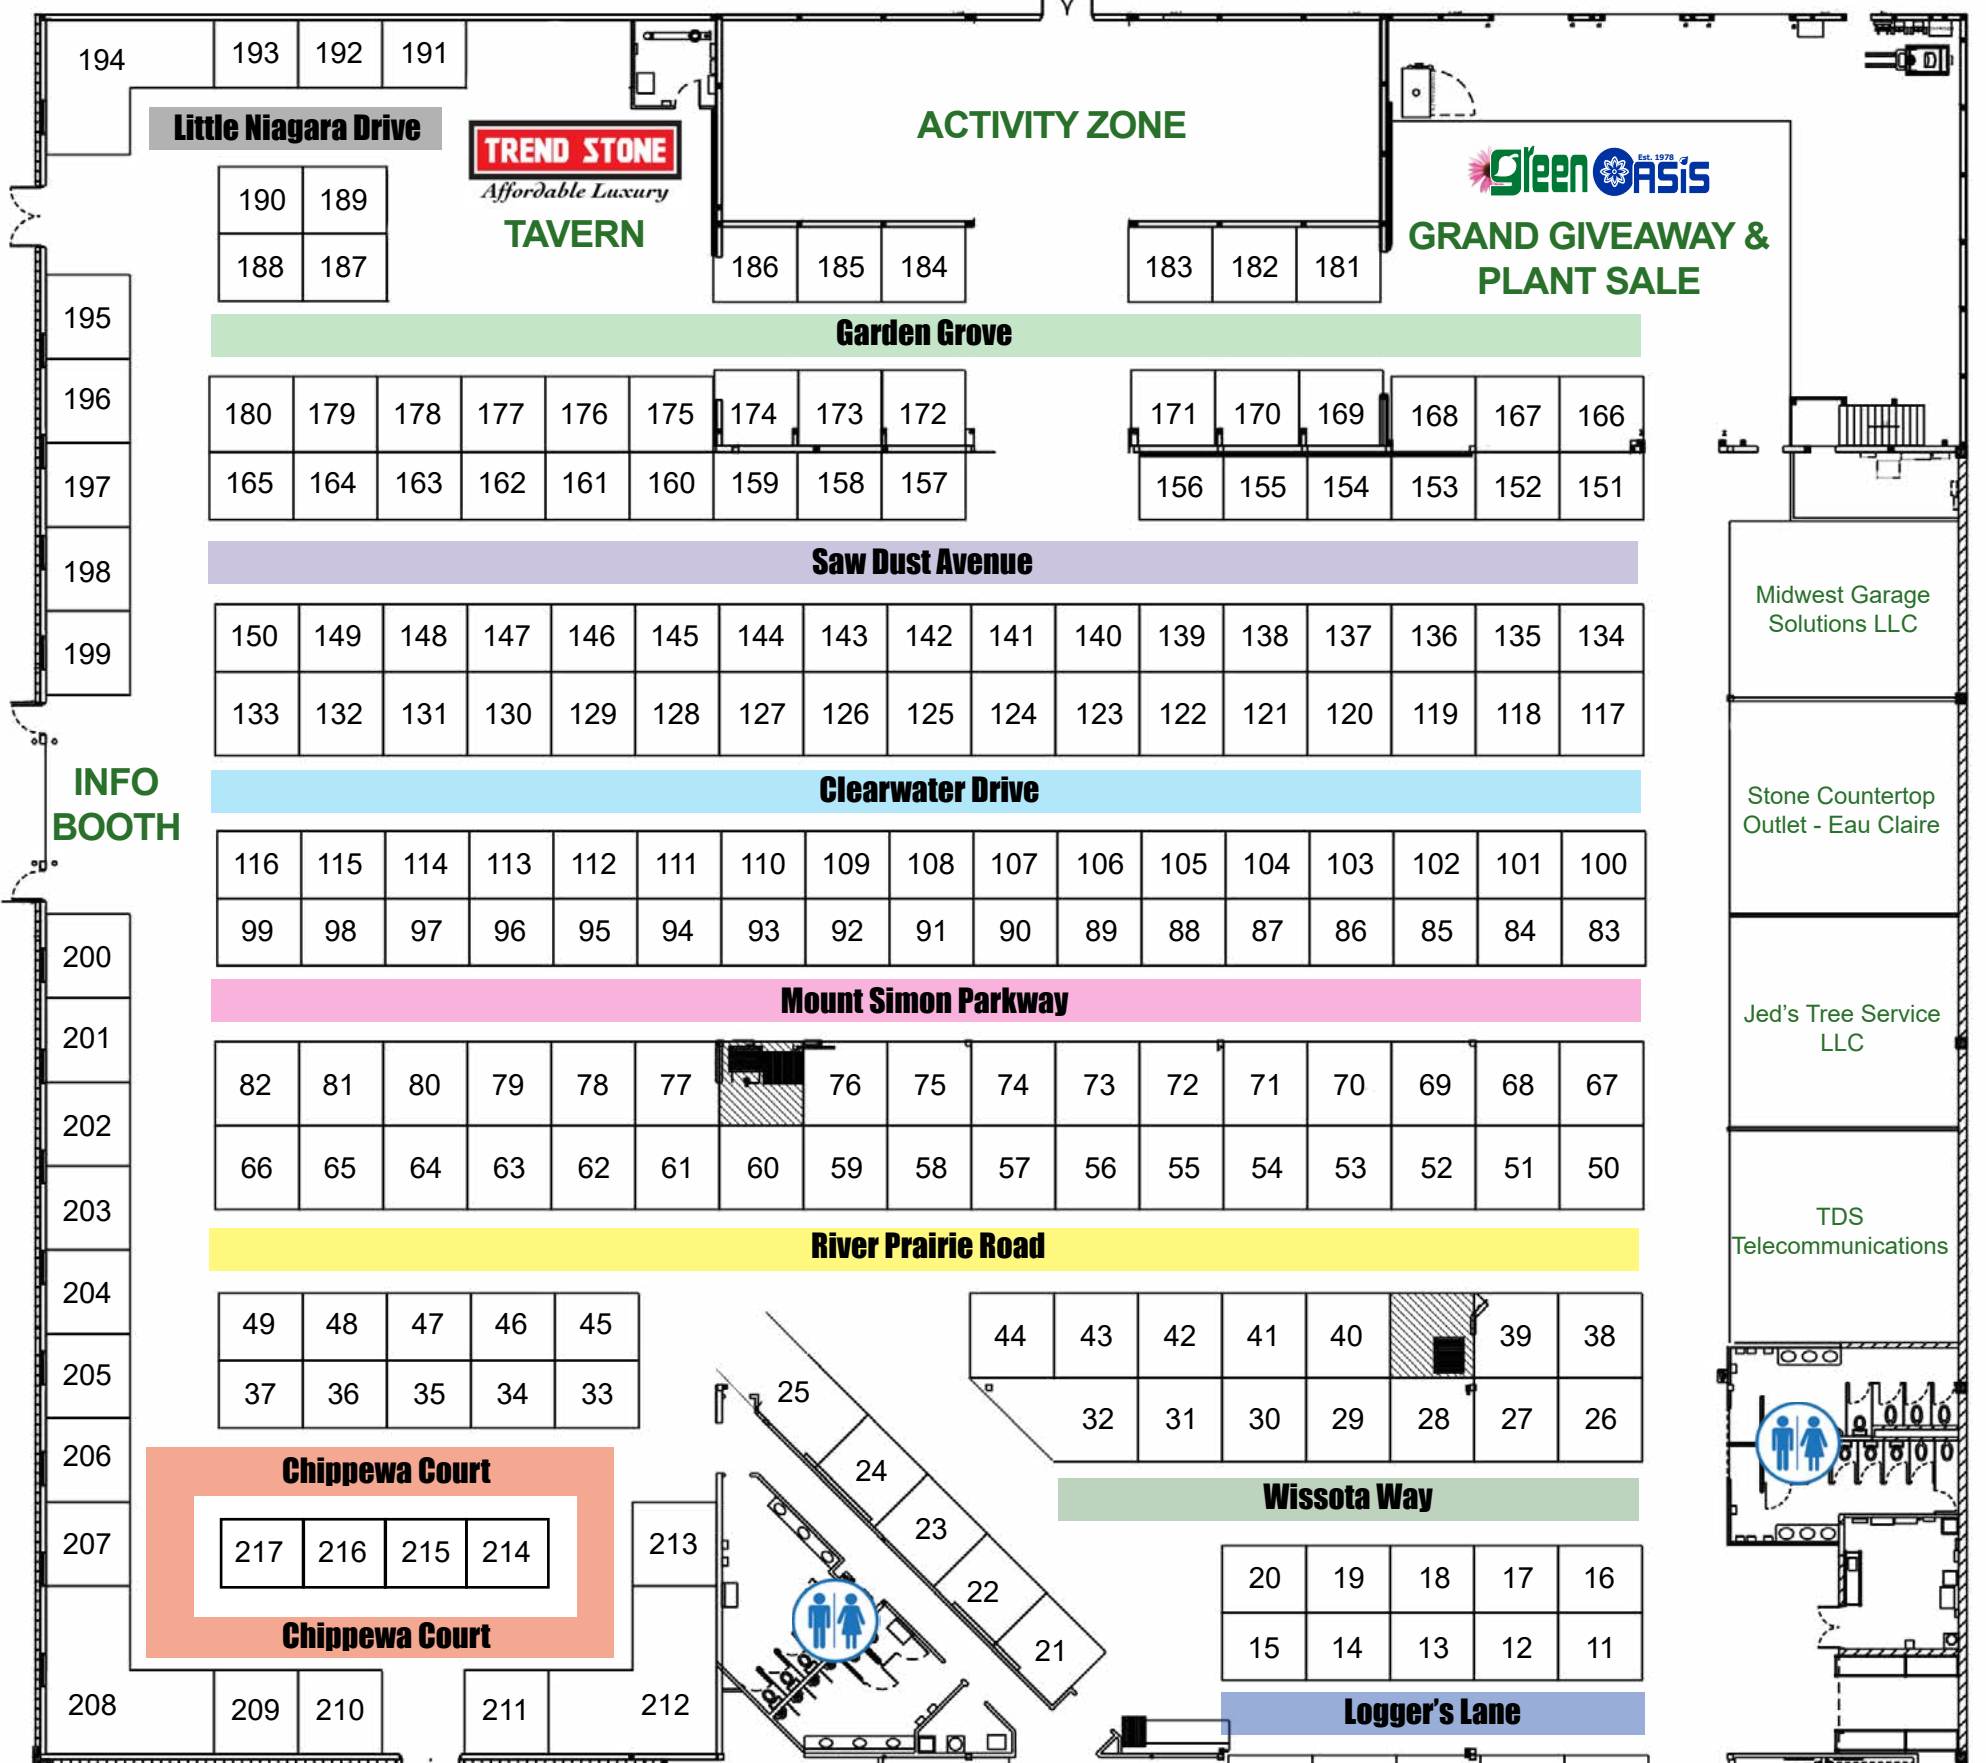 194 193 192 191
Little Niagara Drive
TREND STONE
Affordable Luxury
TAVERN
ACTIVITY ZONE
green OASIS
Est. 1978
GRAND GIVEAWAY &
PLANT SALE
190 189
188 187
186 185 184 183 182 181
Garden Grove
180 179 178 177 176 175 174 173 172 171 170 169 168 167 166
165 164 163 162 161 160 159 158 157 156 155 154 153 152 151
Saw Dust Avenue
150 149 148 147 146 145 144 143 142 141 140 139 138 137 136 135 134
133 132 131 130 129 128 127 126 125 124 123 122 121 120 119 118 117
Clearwater Drive
116 115 114 113 112 111 110 109 108 107 106 105 104 103 102 101 100
99 98 97 96 95 94 93 92 91 90 89 88 87 86 85 84 83
Mount Simon Parkway
82 81 80 79 78 77 76 75 74 73 72 71 70 69 68 67
66 65 64 63 62 61 60 59 58 57 56 55 54 53 52 51 50
River Prairie Road
49 48 47 46 45
37 36 35 34 33
44 43 42 41 40 39 38
32 31 30 29 28 27 26
25
24
23
22
21
Wissota Way
20 19 18 17 16
15 14 13 12 11
Logger's Lane
Chippewa Court
217 216 215 214
213
Chippewa Court
195
196
197
198
199
INFO
BOOTH
200
201
202
203
204
205
206
207
208 209 210 211 212
Midwest Garage
Solutions LLC
Stone Countertop
Outlet - Eau Claire
Jed's Tree Service
LLC
TDS
Telecommunications